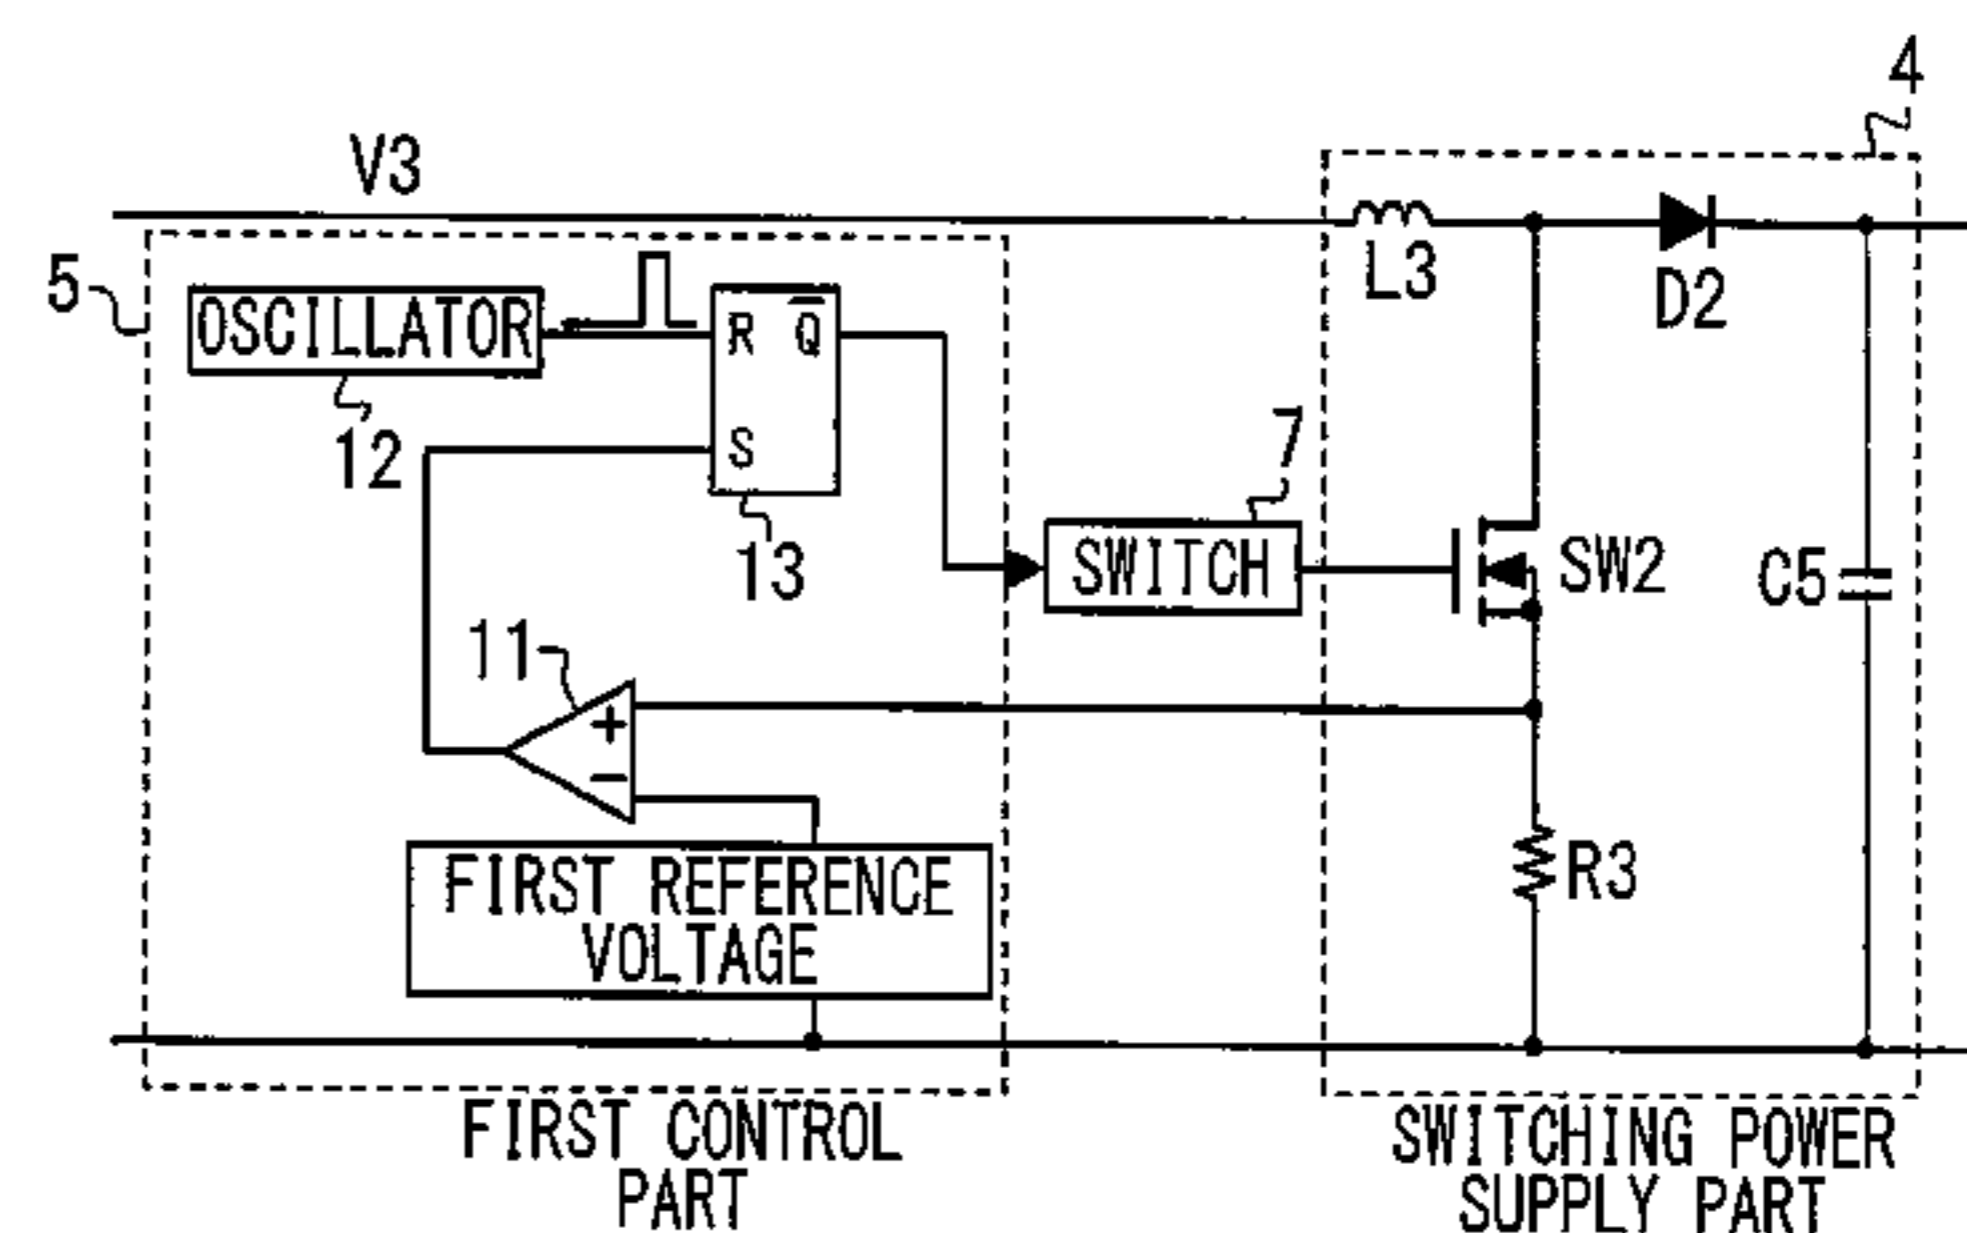 4
V3
5
L3
D2
OSCILLATOR
R Q̅
12
S
7
13
SWITCH
SW2
C5
11
+
−
FIRST REFERENCE
VOLTAGE
R3
FIRST CONTROL
PART
SWITCHING POWER
SUPPLY PART